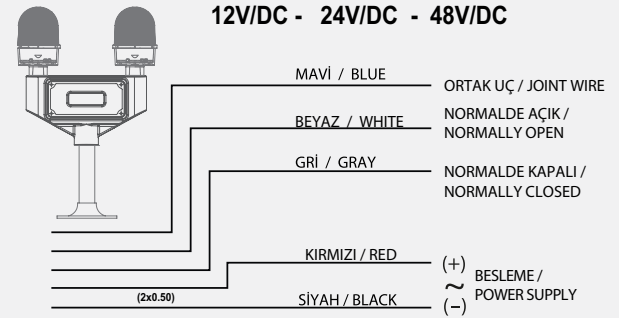 12V/DC - 24V/DC - 48V/DC
MAVİ / BLUE
ORTAK UÇ / JOINT WIRE
BEYAZ / WHITE
NORMALDE AÇIK /
NORMALLY OPEN
GRİ / GRAY
NORMALDE KAPALI /
NORMALLY CLOSED
KIRMIZI / RED
(+)
~
(–)
BESLEME /
POWER SUPPLY
(2x0.50)
SİYAH / BLACK